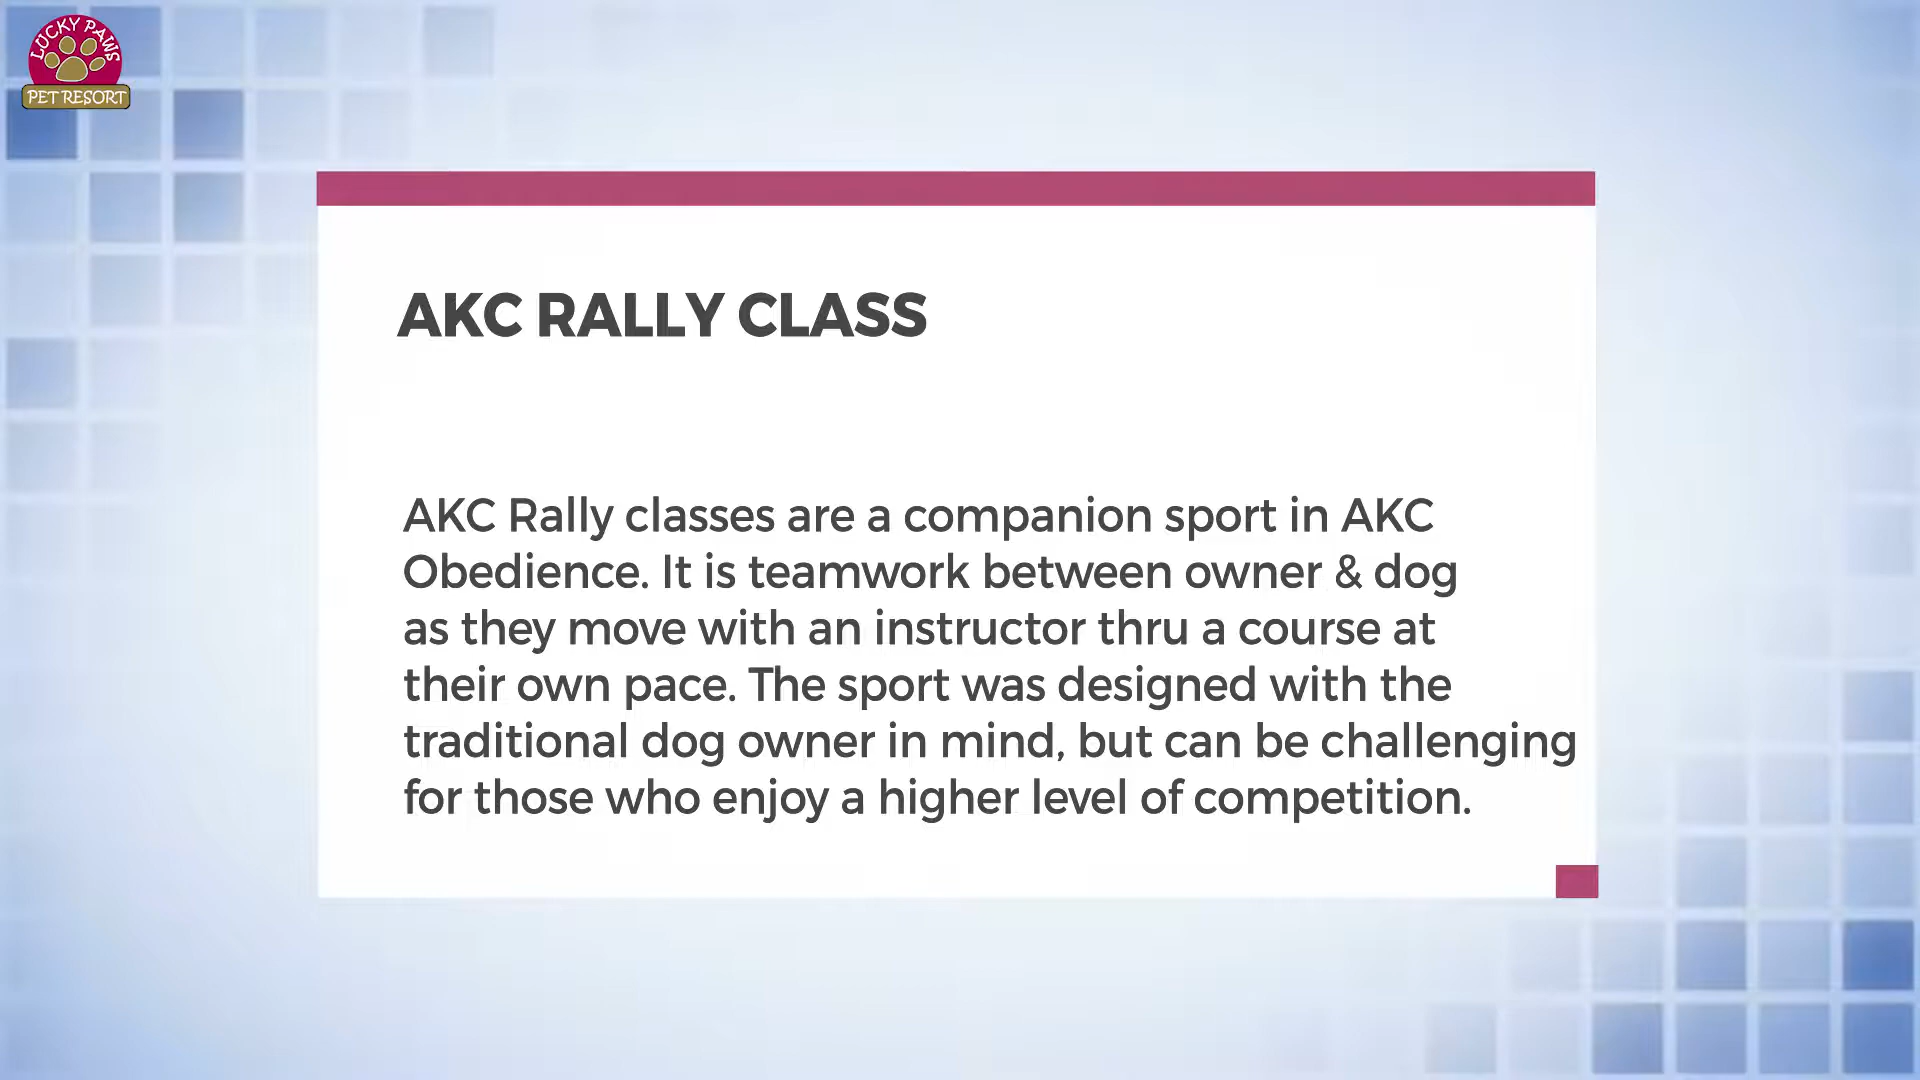 LUCKY PAWS
PET RESORT
AKC RALLY CLASS
AKC Rally classes are a companion sport in AKC
Obedience. It is teamwork between owner & dog
as they move with an instructor thru a course at
their own pace. The sport was designed with the
traditional dog owner in mind, but can be challenging
for those who enjoy a higher level of competition.